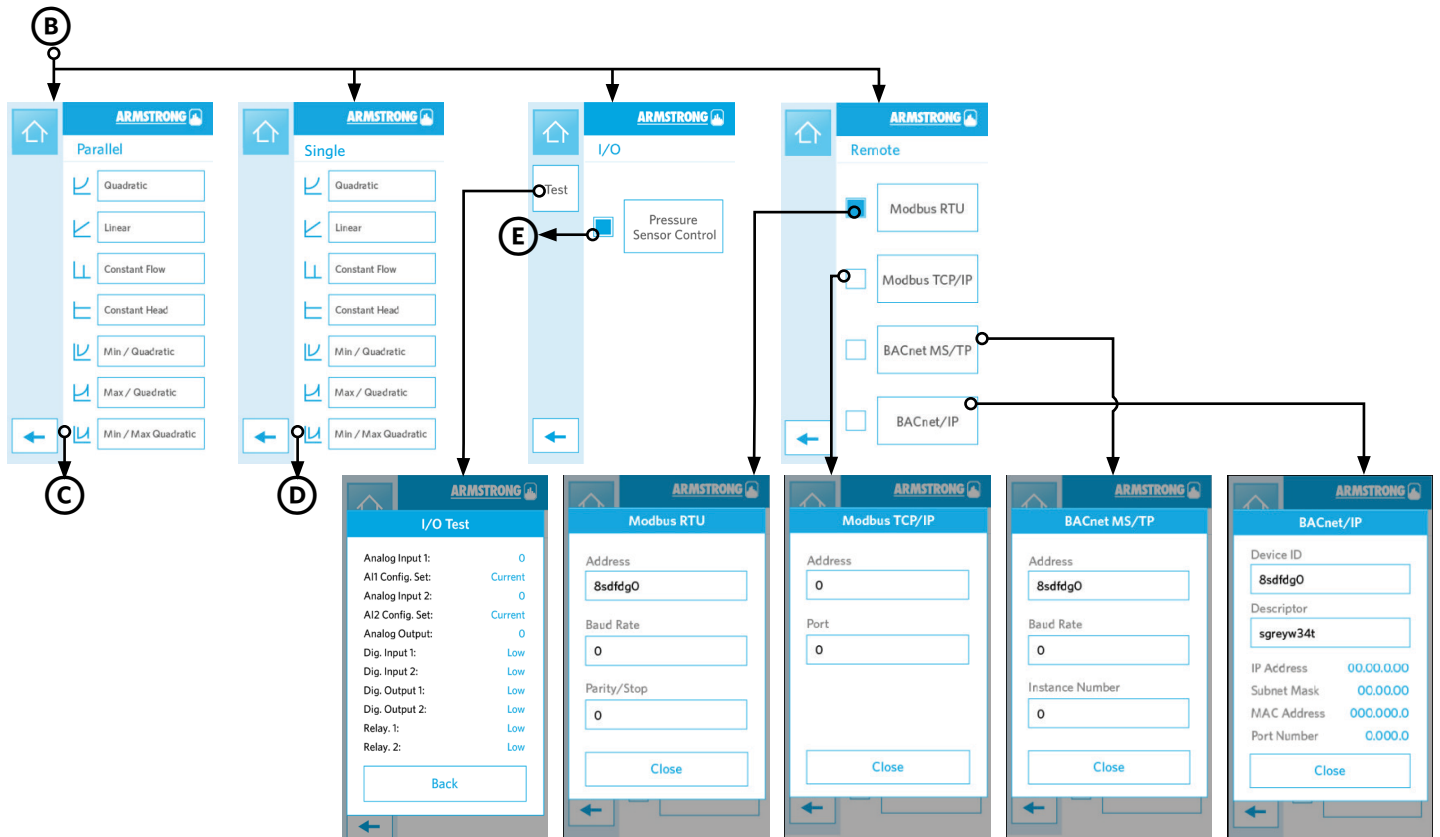 B
ARMSTRONG
Parallel
Quadratic
Linear
Constant Flow
Constant Head
Min / Quadratic
Max / Quadratic
Min / Max Quadratic
C
ARMSTRONG
Single
Quadratic
Linear
Constant Flow
Constant Head
Min / Quadratic
Max / Quadratic
Min / Max Quadratic
D
ARMSTRONG
I/O
Test
Pressure
Sensor Control
E
ARMSTRONG
Remote
Modbus RTU
Modbus TCP/IP
BACnet MS/TP
BACnet/IP
ARMSTRONG
I/O Test
Analog Input 1: 0
AI1 Config. Set: Current
Analog Input 2: 0
AI2 Config. Set: Current
Analog Output: 0
Dig. Input 1: Low
Dig. Input 2: Low
Dig. Output 1: Low
Dig. Output 2: Low
Relay. 1: Low
Relay. 2: Low
Back
ARMSTRONG
Modbus RTU
Address
8sdfdg0
Baud Rate
0
Parity/Stop
0
Close
ARMSTRONG
Modbus TCP/IP
Address
0
Port
0
Close
ARMSTRONG
BACnet MS/TP
Address
8sdfdg0
Baud Rate
0
Instance Number
0
Close
ARMSTRONG
BACnet/IP
Device ID
8sdfdg0
Descriptor
sgreyw34t
IP Address 00.00.0.00
Subnet Mask 00.00.00
MAC Address 000.000.0
Port Number 0.000.0
Close